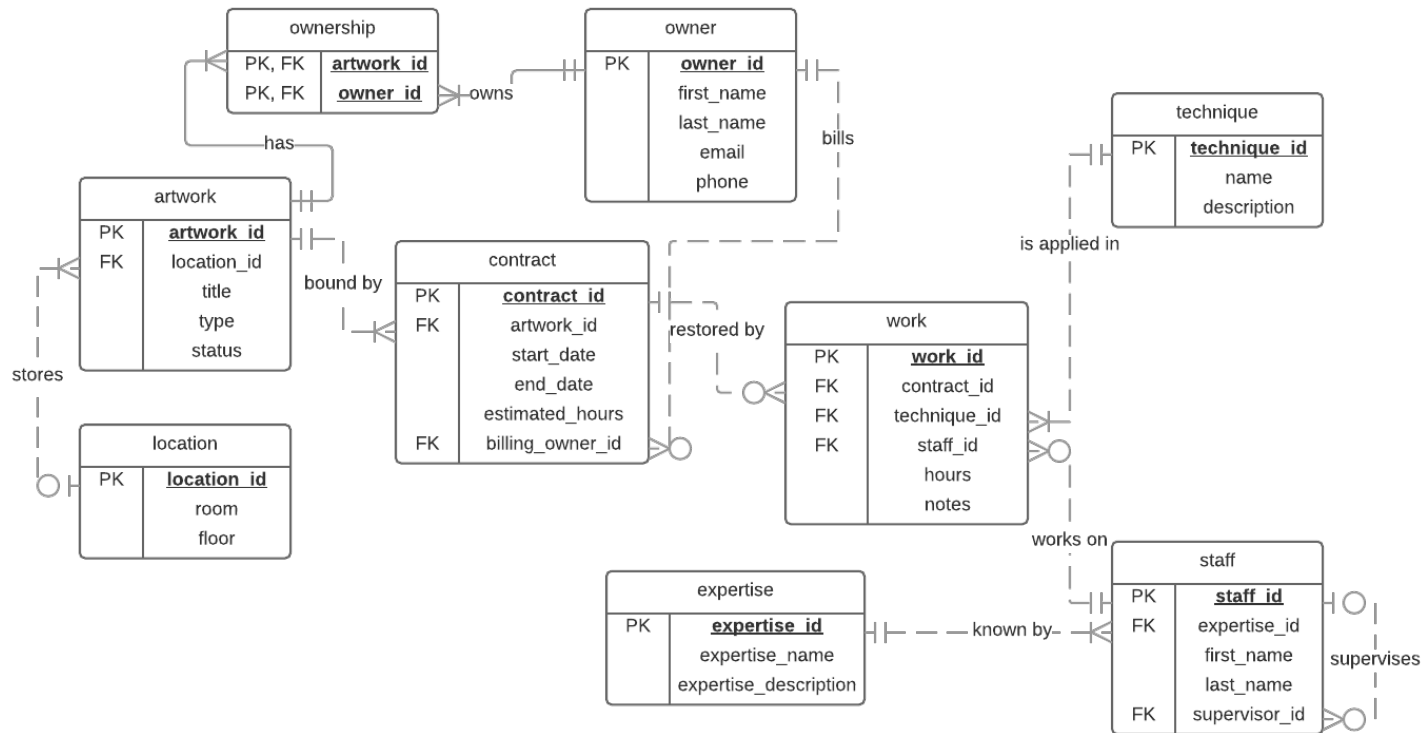 ownership
PK, FK artwork_id
PK, FK owner_id
owns
has
owner
PK owner_id
first_name
last_name
email
phone
bills
technique
PK technique_id
name
description
is applied in
artwork
PK artwork_id
FK location_id
title
type
status
bound by
stores
contract
PK contract_id
FK artwork_id
start_date
end_date
estimated_hours
FK billing_owner_id
restored by
work
PK work_id
FK contract_id
FK technique_id
FK staff_id
hours
notes
works on
location
PK location_id
room
floor
expertise
PK expertise_id
expertise_name
expertise_description
known by
staff
PK staff_id
FK expertise_id
first_name
last_name
FK supervisor_id
supervises